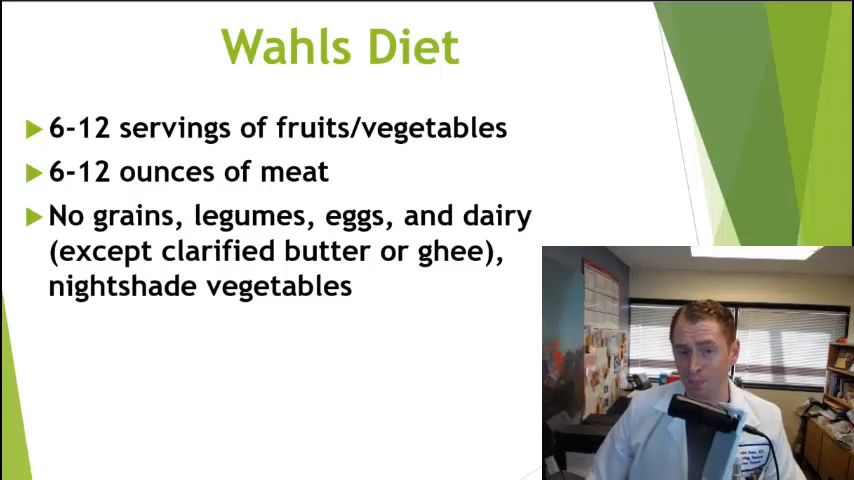 Wahls Diet
6-12 servings of fruits/vegetables
6-12 ounces of meat
No grains, legumes, eggs, and dairy
(except clarified butter or ghee),
nightshade vegetables